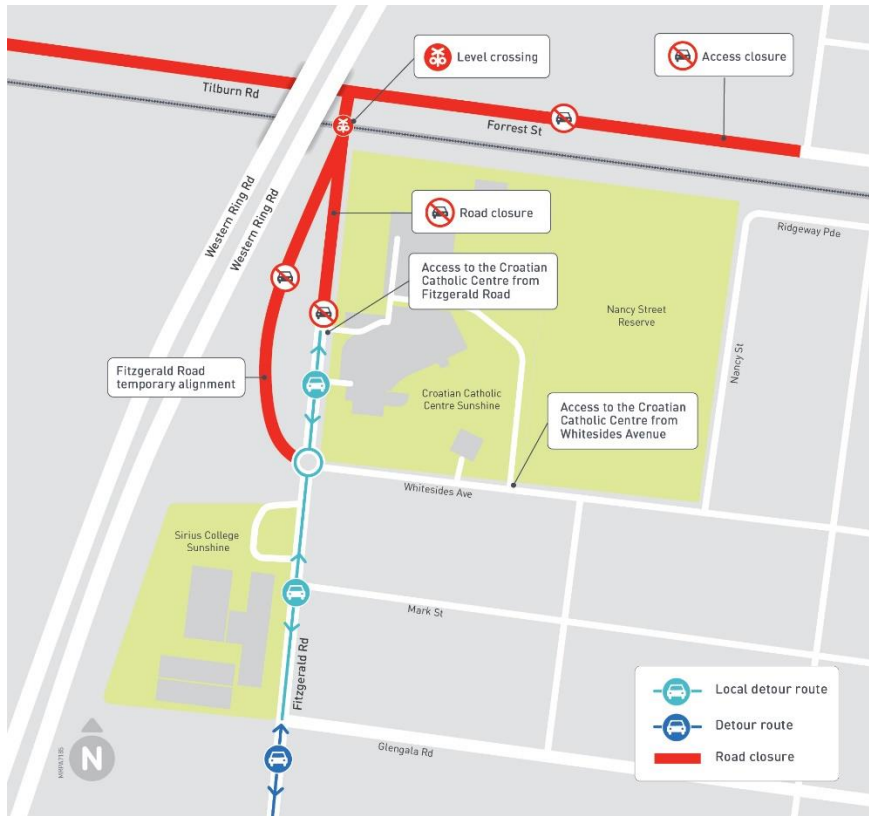 Level crossing
Access closure
Tilburn Rd
Forrest St
Western Ring Rd
Western Ring Rd
Road closure
Ridgeway Pde
Access to the Croatian
Catholic Centre from
Fitzgerald Road
Nancy Street
Reserve
Nancy St
Fitzgerald Road
temporary alignment
Croatian Catholic
Centre Sunshine
Access to the Croatian
Catholic Centre from
Whitesides Avenue
Whitesides Ave
Sirius College
Sunshine
Mark St
Fitzgerald Rd
Glengala Rd
Local detour route
Detour route
Road closure
N